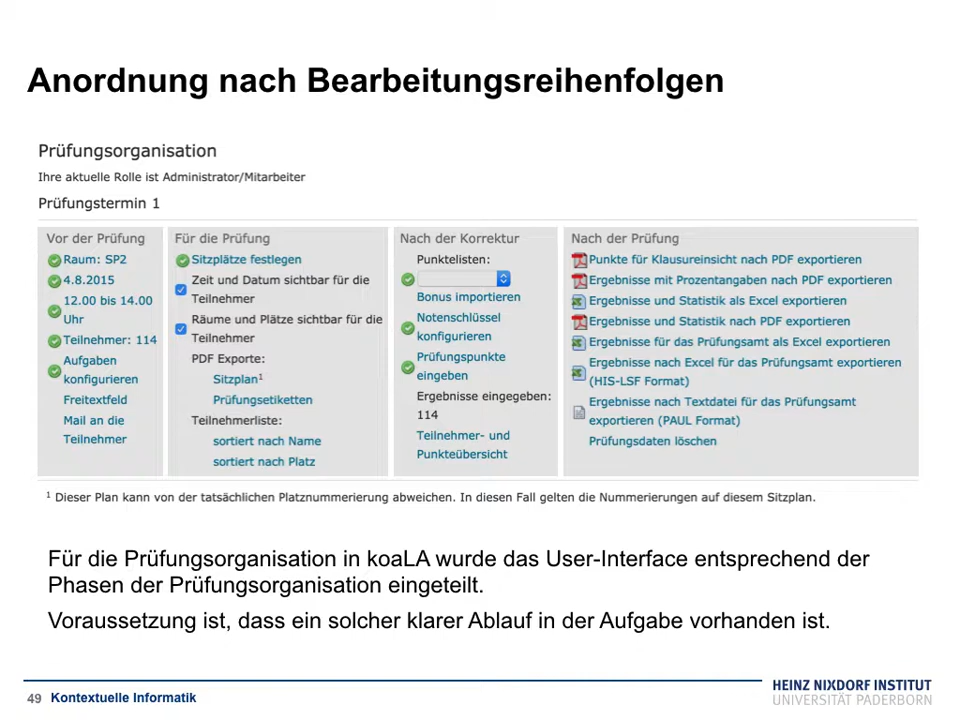 Anordnung nach Bearbeitungsreihenfolgen
Prüfungsorganisation
Ihre aktuelle Rolle ist Administrator/Mitarbeiter
Prüfungstermin 1
Vor der Prüfung
Raum: SP2
4.8.2015
12.00 bis 14.00
Uhr
Teilnehmer: 114
Aufgaben
konfigurieren
Freitextfeld
Mail an die
Teilnehmer
Für die Prüfung
Sitzplätze festlegen
Zeit und Datum sichtbar für die
Teilnehmer
Räume und Plätze sichtbar für die
Teilnehmer
PDF Exporte:
Sitzplan¹
Prüfungsetiketten
Teilnehmerliste:
sortiert nach Name
sortiert nach Platz
Nach der Korrektur
Punktelisten:
Bonus importieren
Notenschlüssel
konfigurieren
Prüfungspunkte
eingeben
Ergebnisse eingegeben:
114
Teilnehmer- und
Punkteübersicht
Nach der Prüfung
Punkte für Klausureinsicht nach PDF exportieren
Ergebnisse mit Prozentangaben nach PDF exportieren
Ergebnisse und Statistik als Excel exportieren
Ergebnisse und Statistik nach PDF exportieren
Ergebnisse für das Prüfungsamt als Excel exportieren
Ergebnisse nach Excel für das Prüfungsamt exportieren
(HIS-LSF Format)
Ergebnisse nach Textdatei für das Prüfungsamt
exportieren (PAUL Format)
Prüfungsdaten löschen
¹ Dieser Plan kann von der tatsächlichen Platznummerierung abweichen. In diesen Fall gelten die Nummerierungen auf diesem Sitzplan.
Für die Prüfungsorganisation in koaLA wurde das User-Interface entsprechend der
Phasen der Prüfungsorganisation eingeteilt.
Voraussetzung ist, dass ein solcher klarer Ablauf in der Aufgabe vorhanden ist.
49 Kontextuelle Informatik
HEINZ NIXDORF INSTITUT
UNIVERSITÄT PADERBORN